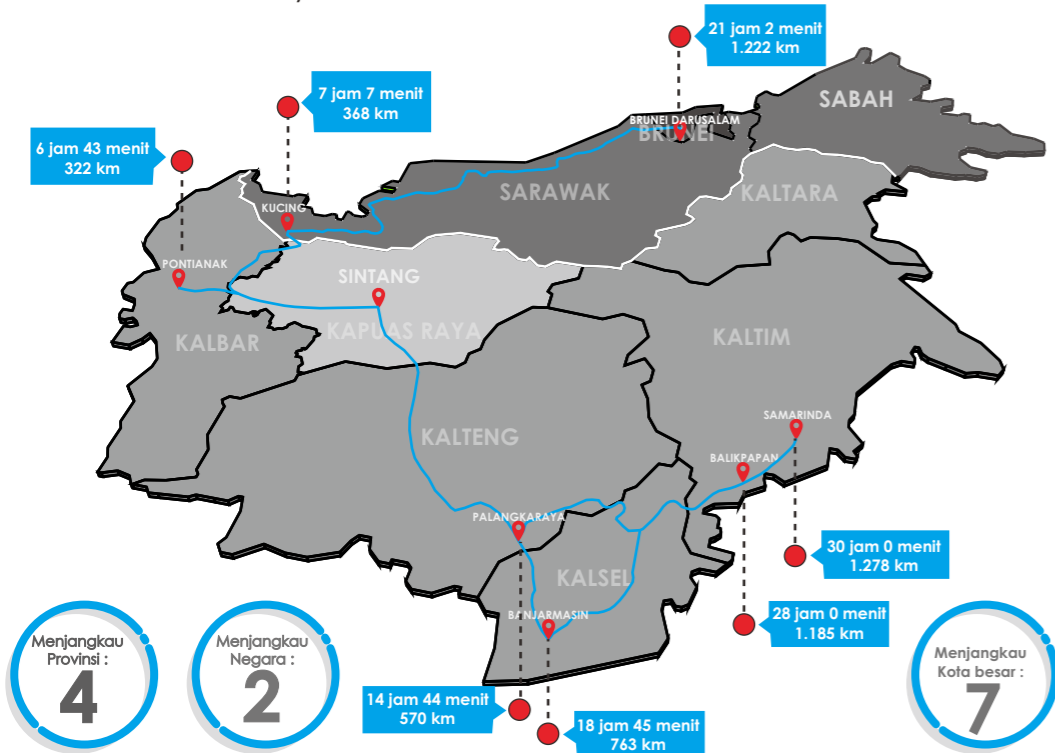 21 jam 2 menit
1.222 km
7 jam 7 menit
368 km
6 jam 43 menit
322 km
SABAH
BRUNEI DARUSALAM
BRUNEI
SARAWAK
KALTARA
KUCING
PONTIANAK
SINTANG
KAPUAS RAYA
KALBAR
KALTIM
KALTENG
SAMARINDA
BALIKPAPAN
PALANGKARAYA
KALSEL
BANJARMASIN
30 jam 0 menit
1.278 km
28 jam 0 menit
1.185 km
14 jam 44 menit
570 km
18 jam 45 menit
763 km
Menjangkau
Provinsi :
4
Menjangkau
Negara :
2
Menjangkau
Kota besar :
7